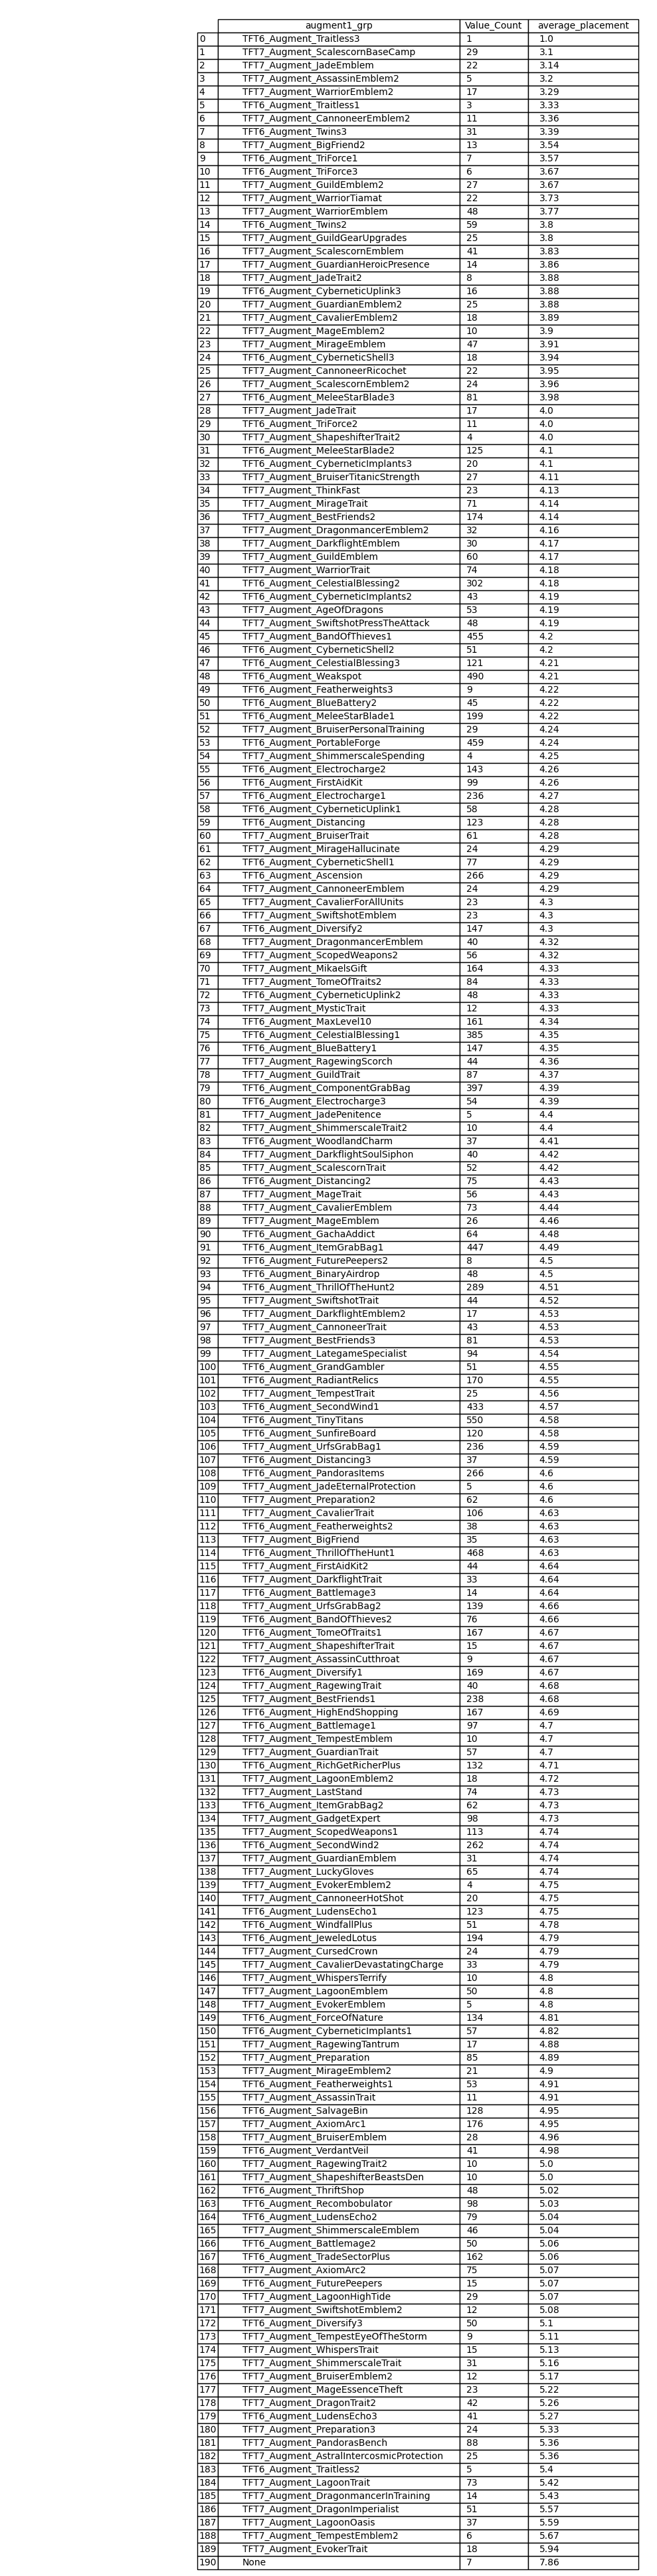 augment1_grp Value_Count average_placement
0 TFT6_Augment_Traitless3 1 1.0
1 TFT7_Augment_ScalescornBaseCamp 29 3.1
2 TFT7_Augment_JadeEmblem 22 3.14
3 TFT7_Augment_AssassinEmblem2 5 3.2
4 TFT7_Augment_WarriorEmblem2 17 3.29
5 TFT6_Augment_Traitless1 3 3.33
6 TFT7_Augment_CannoneerEmblem2 11 3.36
7 TFT6_Augment_Twins3 31 3.39
8 TFT7_Augment_BigFriend2 13 3.54
9 TFT6_Augment_TriForce1 7 3.57
10 TFT6_Augment_TriForce3 6 3.67
11 TFT7_Augment_GuildEmblem2 27 3.67
12 TFT7_Augment_WarriorTiamat 22 3.73
13 TFT7_Augment_WarriorEmblem 48 3.77
14 TFT6_Augment_Twins2 59 3.8
15 TFT7_Augment_GuildGearUpgrades 25 3.8
16 TFT7_Augment_ScalescornEmblem 41 3.83
17 TFT7_Augment_GuardianHeroicPresence 14 3.86
18 TFT7_Augment_JadeTrait2 8 3.88
19 TFT6_Augment_CyberneticUplink3 16 3.88
20 TFT7_Augment_GuardianEmblem2 25 3.88
21 TFT7_Augment_CavalierEmblem2 18 3.89
22 TFT7_Augment_MageEmblem2 10 3.9
23 TFT7_Augment_MirageEmblem 47 3.91
24 TFT6_Augment_CyberneticShell3 18 3.94
25 TFT7_Augment_CannoneerRicochet 22 3.95
26 TFT7_Augment_ScalescornEmblem2 24 3.96
27 TFT6_Augment_MeleeStarBlade3 81 3.98
28 TFT7_Augment_JadeTrait 17 4.0
29 TFT6_Augment_TriForce2 11 4.0
30 TFT7_Augment_ShapeshifterTrait2 4 4.0
31 TFT6_Augment_MeleeStarBlade2 125 4.1
32 TFT6_Augment_CyberneticImplants3 20 4.1
33 TFT7_Augment_BruiserTitanicStrength 27 4.11
34 TFT7_Augment_ThinkFast 23 4.13
35 TFT7_Augment_MirageTrait 71 4.14
36 TFT7_Augment_BestFriends2 174 4.14
37 TFT7_Augment_DragonmancerEmblem2 32 4.16
38 TFT7_Augment_DarkflightEmblem 30 4.17
39 TFT7_Augment_GuildEmblem 60 4.17
40 TFT7_Augment_WarriorTrait 74 4.18
41 TFT6_Augment_CelestialBlessing2 302 4.18
42 TFT6_Augment_CyberneticImplants2 43 4.19
43 TFT7_Augment_AgeOfDragons 53 4.19
44 TFT7_Augment_SwiftshotPressTheAttack 48 4.19
45 TFT7_Augment_BandOfThieves1 455 4.2
46 TFT6_Augment_CyberneticShell2 51 4.2
47 TFT6_Augment_CelestialBlessing3 121 4.21
48 TFT6_Augment_Weakspot 490 4.21
49 TFT6_Augment_Featherweights3 9 4.22
50 TFT6_Augment_BlueBattery2 45 4.22
51 TFT6_Augment_MeleeStarBlade1 199 4.22
52 TFT7_Augment_BruiserPersonalTraining 29 4.24
53 TFT6_Augment_PortableForge 459 4.24
54 TFT7_Augment_ShimmerscaleSpending 4 4.25
55 TFT6_Augment_Electrocharge2 143 4.26
56 TFT6_Augment_FirstAidKit 99 4.26
57 TFT6_Augment_Electrocharge1 236 4.27
58 TFT6_Augment_CyberneticUplink1 58 4.28
59 TFT6_Augment_Distancing 123 4.28
60 TFT7_Augment_BruiserTrait 61 4.28
61 TFT7_Augment_MirageHallucinate 24 4.29
62 TFT6_Augment_CyberneticShell1 77 4.29
63 TFT6_Augment_Ascension 266 4.29
64 TFT7_Augment_CannoneerEmblem 24 4.29
65 TFT7_Augment_CavalierForAllUnits 23 4.3
66 TFT7_Augment_SwiftshotEmblem 23 4.3
67 TFT6_Augment_Diversify2 147 4.3
68 TFT7_Augment_DragonmancerEmblem 40 4.32
69 TFT7_Augment_ScopedWeapons2 56 4.32
70 TFT7_Augment_MikaelsGift 164 4.33
71 TFT7_Augment_TomeOfTraits2 84 4.33
72 TFT6_Augment_CyberneticUplink2 48 4.33
73 TFT7_Augment_MysticTrait 12 4.33
74 TFT7_Augment_MaxLevel10 161 4.34
75 TFT6_Augment_CelestialBlessing1 385 4.35
76 TFT6_Augment_BlueBattery1 147 4.35
77 TFT7_Augment_RagewingScorch 44 4.36
78 TFT7_Augment_GuildTrait 87 4.37
79 TFT6_Augment_ComponentGrabBag 397 4.39
80 TFT6_Augment_Electrocharge3 54 4.39
81 TFT7_Augment_JadePenitence 5 4.4
82 TFT7_Augment_ShimmerscaleTrait2 10 4.4
83 TFT6_Augment_WoodlandCharm 37 4.41
84 TFT7_Augment_DarkflightSoulSiphon 40 4.42
85 TFT7_Augment_ScalescornTrait 52 4.42
86 TFT6_Augment_Distancing2 75 4.43
87 TFT7_Augment_MageTrait 56 4.43
88 TFT7_Augment_CavalierEmblem 73 4.44
89 TFT7_Augment_MageEmblem 26 4.46
90 TFT7_Augment_GachaAddict 64 4.48
91 TFT6_Augment_ItemGrabBag1 447 4.49
92 TFT7_Augment_FuturePeepers2 8 4.5
93 TFT6_Augment_BinaryAirdrop 48 4.5
94 TFT6_Augment_ThrillOfTheHunt2 289 4.51
95 TFT7_Augment_SwiftshotTrait 44 4.52
96 TFT7_Augment_DarkflightEmblem2 17 4.53
97 TFT7_Augment_CannoneerTrait 43 4.53
98 TFT7_Augment_BestFriends3 81 4.53
99 TFT7_Augment_LategameSpecialist 94 4.54
100 TFT6_Augment_GrandGambler 51 4.55
101 TFT6_Augment_RadiantRelics 170 4.55
102 TFT7_Augment_TempestTrait 25 4.56
103 TFT6_Augment_SecondWind1 433 4.57
104 TFT6_Augment_TinyTitans 550 4.58
105 TFT6_Augment_SunfireBoard 120 4.58
106 TFT7_Augment_UrfsGrabBag1 236 4.59
107 TFT6_Augment_Distancing3 37 4.59
108 TFT6_Augment_PandorasItems 266 4.6
109 TFT7_Augment_JadeEternalProtection 5 4.6
110 TFT7_Augment_Preparation2 62 4.6
111 TFT7_Augment_CavalierTrait 106 4.63
112 TFT6_Augment_Featherweights2 38 4.63
113 TFT7_Augment_BigFriend 35 4.63
114 TFT6_Augment_ThrillOfTheHunt1 468 4.63
115 TFT7_Augment_FirstAidKit2 44 4.64
116 TFT7_Augment_DarkflightTrait 33 4.64
117 TFT6_Augment_Battlemage3 14 4.64
118 TFT7_Augment_UrfsGrabBag2 139 4.66
119 TFT7_Augment_BandOfThieves2 76 4.66
120 TFT6_Augment_TomeOfTraits1 167 4.67
121 TFT7_Augment_ShapeshifterTrait 15 4.67
122 TFT7_Augment_AssassinCutthroat 9 4.67
123 TFT6_Augment_Diversify1 169 4.67
124 TFT7_Augment_RagewingTrait 40 4.68
125 TFT7_Augment_BestFriends1 238 4.68
126 TFT6_Augment_HighEndShopping 167 4.69
127 TFT6_Augment_Battlemage1 97 4.7
128 TFT7_Augment_TempestEmblem 10 4.7
129 TFT7_Augment_GuardianTrait 57 4.7
130 TFT6_Augment_RichGetRicherPlus 132 4.71
131 TFT7_Augment_LagoonEmblem2 18 4.72
132 TFT7_Augment_LastStand 74 4.73
133 TFT6_Augment_ItemGrabBag2 62 4.73
134 TFT7_Augment_GadgetExpert 98 4.73
135 TFT7_Augment_ScopedWeapons1 113 4.74
136 TFT6_Augment_SecondWind2 262 4.74
137 TFT7_Augment_GuardianEmblem 31 4.74
138 TFT7_Augment_LuckyGloves 65 4.74
139 TFT7_Augment_EvokerEmblem2 4 4.75
140 TFT7_Augment_CannoneerHotShot 20 4.75
141 TFT6_Augment_LudensEcho1 123 4.75
142 TFT6_Augment_WindfallPlus 51 4.78
143 TFT7_Augment_JeweledLotus 194 4.79
144 TFT7_Augment_CursedCrown 24 4.79
145 TFT7_Augment_CavalierDevastatingCharge 33 4.79
146 TFT7_Augment_WhispersTerrify 10 4.8
147 TFT7_Augment_LagoonEmblem 50 4.8
148 TFT7_Augment_EvokerEmblem 5 4.8
149 TFT6_Augment_ForceOfNature 134 4.81
150 TFT6_Augment_CyberneticImplants1 57 4.82
151 TFT7_Augment_RagewingTantrum 17 4.88
152 TFT7_Augment_Preparation 85 4.89
153 TFT7_Augment_MirageEmblem2 21 4.9
154 TFT6_Augment_Featherweights1 53 4.91
155 TFT7_Augment_AssassinTrait 11 4.91
156 TFT6_Augment_SalvageBin 128 4.95
157 TFT7_Augment_AxiomArc1 176 4.95
158 TFT7_Augment_BruiserEmblem 28 4.96
159 TFT6_Augment_VerdantVeil 41 4.98
160 TFT7_Augment_RagewingTrait2 10 5.0
161 TFT7_Augment_ShapeshifterBeastsDen 10 5.0
162 TFT6_Augment_ThriftShop 48 5.02
163 TFT6_Augment_Recombobulator 98 5.03
164 TFT6_Augment_LudensEcho2 79 5.04
165 TFT7_Augment_ShimmerscaleEmblem 46 5.04
166 TFT6_Augment_Battlemage2 50 5.06
167 TFT6_Augment_TradeSectorPlus 162 5.06
168 TFT7_Augment_AxiomArc2 75 5.07
169 TFT6_Augment_FuturePeepers 15 5.07
170 TFT7_Augment_LagoonHighTide 29 5.07
171 TFT7_Augment_SwiftshotEmblem2 12 5.08
172 TFT6_Augment_Diversify3 50 5.1
173 TFT7_Augment_TempestEyeOfTheStorm 9 5.11
174 TFT7_Augment_WhispersTrait 15 5.13
175 TFT7_Augment_ShimmerscaleTrait 31 5.16
176 TFT7_Augment_BruiserEmblem2 12 5.17
177 TFT7_Augment_MageEssenceTheft 23 5.22
178 TFT7_Augment_DragonTrait2 42 5.26
179 TFT6_Augment_LudensEcho3 41 5.27
180 TFT7_Augment_Preparation3 24 5.33
181 TFT7_Augment_PandorasBench 88 5.36
182 TFT7_Augment_AstralIntercosmicProtection 25 5.36
183 TFT6_Augment_Traitless2 5 5.4
184 TFT7_Augment_LagoonTrait 73 5.42
185 TFT7_Augment_DragonmancerInTraining 14 5.43
186 TFT7_Augment_DragonImperialist 51 5.57
187 TFT7_Augment_LagoonOasis 37 5.59
188 TFT7_Augment_TempestEmblem2 6 5.67
189 TFT7_Augment_EvokerTrait 18 5.94
190 None 7 7.86